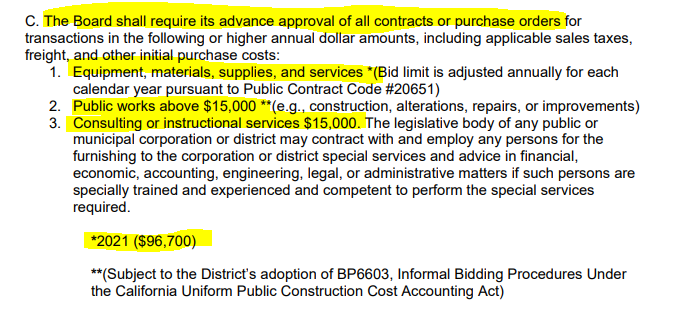 C. The Board shall require its advance approval of all contracts or purchase orders for
transactions in the following or higher annual dollar amounts, including applicable sales taxes,
freight, and other initial purchase costs:
1. Equipment, materials, supplies, and services *(Bid limit is adjusted annually for each
calendar year pursuant to Public Contract Code #20651)
2. Public works above $15,000 **(e.g., construction, alterations, repairs, or improvements)
3. Consulting or instructional services $15,000. The legislative body of any public or
municipal corporation or district may contract with and employ any persons for the
furnishing to the corporation or district special services and advice in financial,
economic, accounting, engineering, legal, or administrative matters if such persons are
specially trained and experienced and competent to perform the special services
required.
*2021 ($96,700)
**(Subject to the District's adoption of BP6603, Informal Bidding Procedures Under
the California Uniform Public Construction Cost Accounting Act)